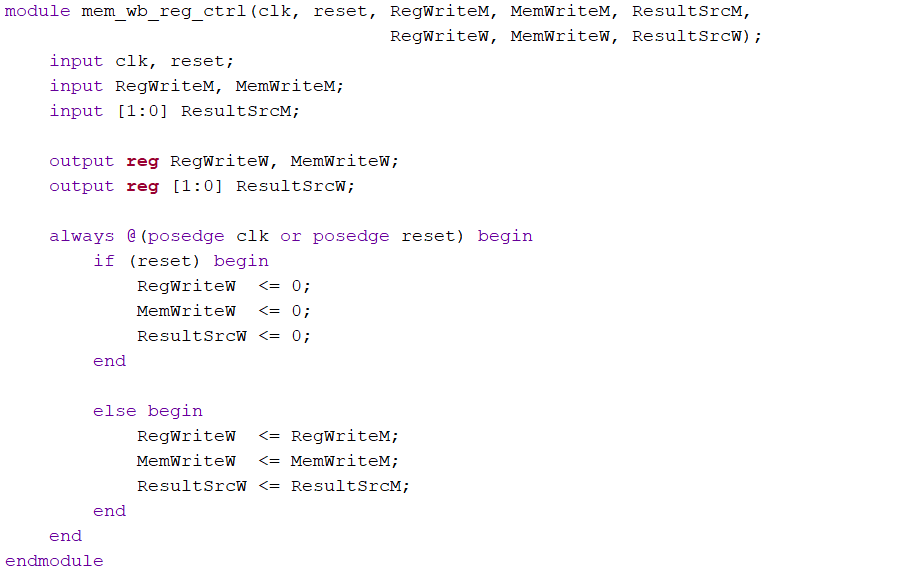 module mem_wb_reg_ctrl(clk, reset, RegWriteM, MemWriteM, ResultSrcM,
                                   RegWriteW, MemWriteW, ResultSrcW);
    input clk, reset;
    input RegWriteM, MemWriteM;
    input [1:0] ResultSrcM;

    output reg RegWriteW, MemWriteW;
    output reg [1:0] ResultSrcW;

    always @(posedge clk or posedge reset) begin
        if (reset) begin
            RegWriteW  <= 0;
            MemWriteW  <= 0;
            ResultSrcW <= 0;
        end

        else begin
            RegWriteW  <= RegWriteM;
            MemWriteW  <= MemWriteM;
            ResultSrcW <= ResultSrcM;
        end
    end
endmodule